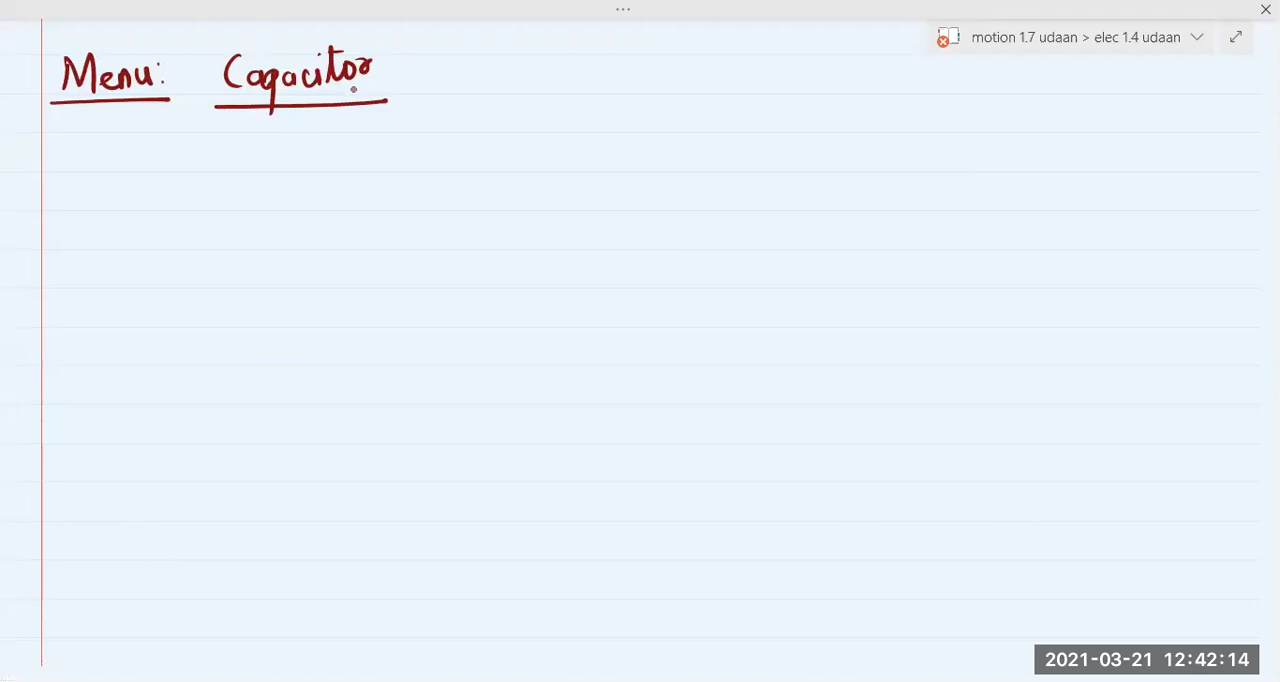 ...
motion 1.7 udaan > elec 1.4 udaan
Menu: Capacitor
2021-03-21 12:42:14